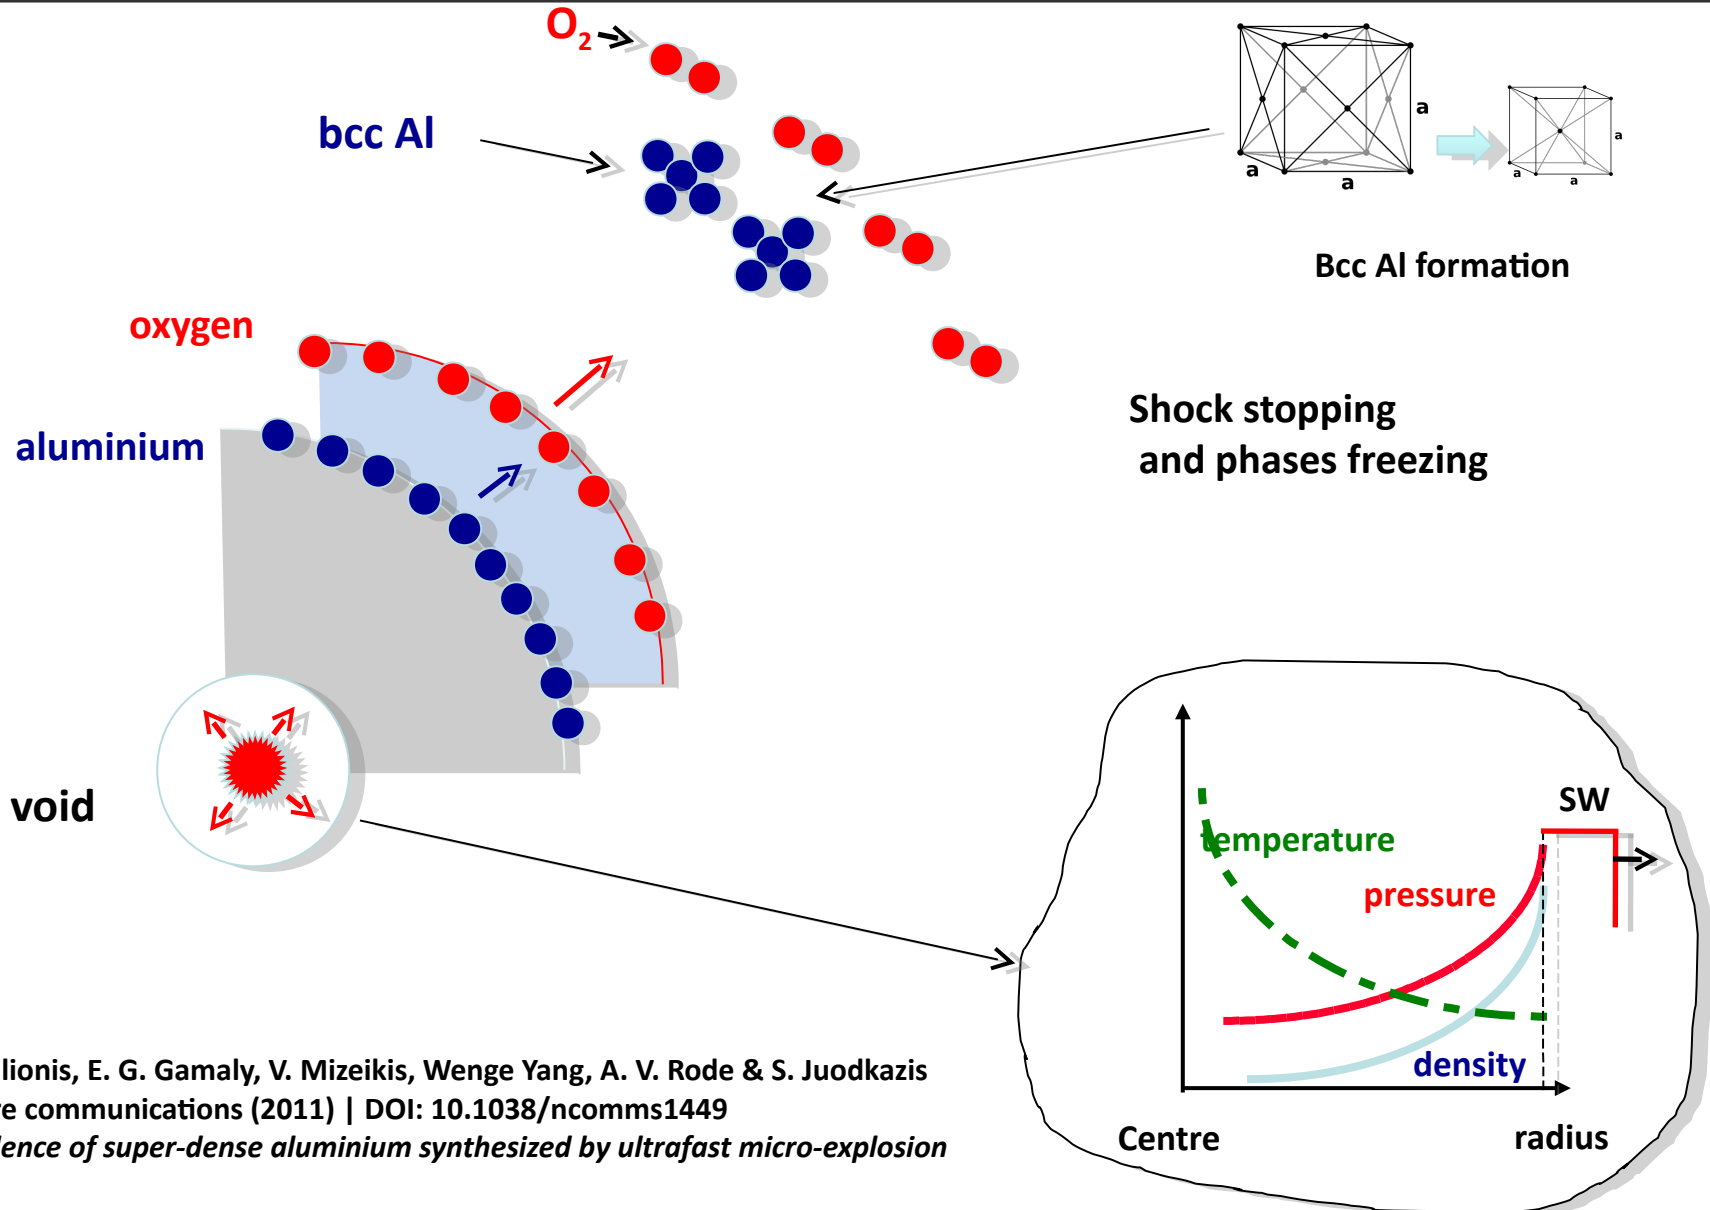 O2
bcc Al
a
a
a
a
a
a
Bcc Al formation
oxygen
aluminium
Shock stopping
and phases freezing
void
SW
temperature
pressure
density
Centre
radius
E. G. Gamaly, V. Mizeikis, Wenge Yang, A. V. Rode & S. Juodkazis
communications (2011) | DOI: 10.1038/ncomms1449
of super-dense aluminium synthesized by ultrafast micro-explosion